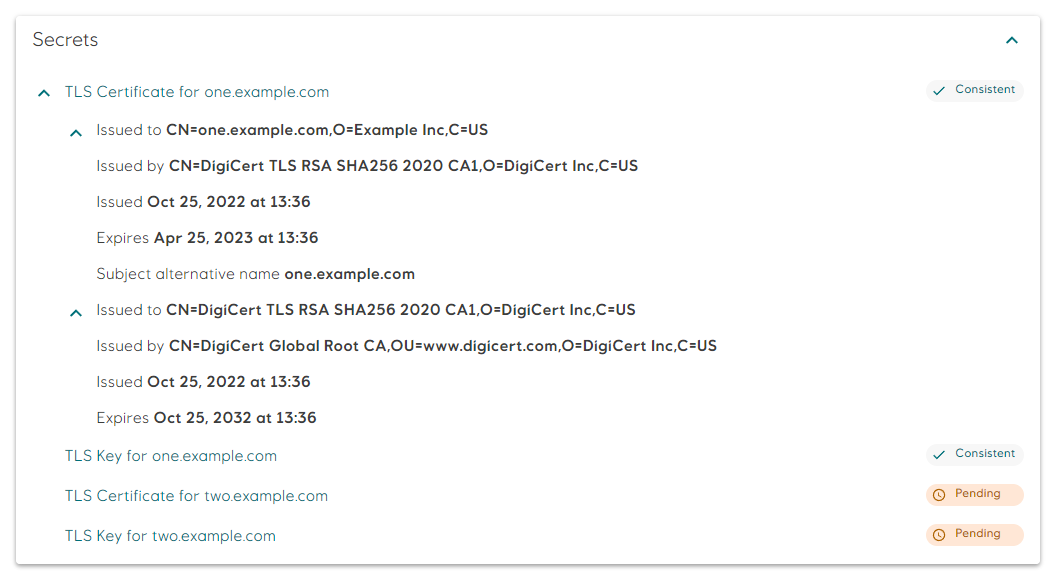 Secrets
TLS Certificate for one.example.com
Consistent
Issued to CN=one.example.com,O=Example Inc,C=US
Issued by CN=DigiCert TLS RSA SHA256 2020 CA1,O=DigiCert Inc,C=US
Issued Oct 25, 2022 at 13:36
Expires Apr 25, 2023 at 13:36
Subject alternative name one.example.com
Issued to CN=DigiCert TLS RSA SHA256 2020 CA1,O=DigiCert Inc,C=US
Issued by CN=DigiCert Global Root CA,OU=www.digicert.com,O=DigiCert Inc,C=US
Issued Oct 25, 2022 at 13:36
Expires Oct 25, 2032 at 13:36
TLS Key for one.example.com
Consistent
TLS Certificate for two.example.com
Pending
TLS Key for two.example.com
Pending